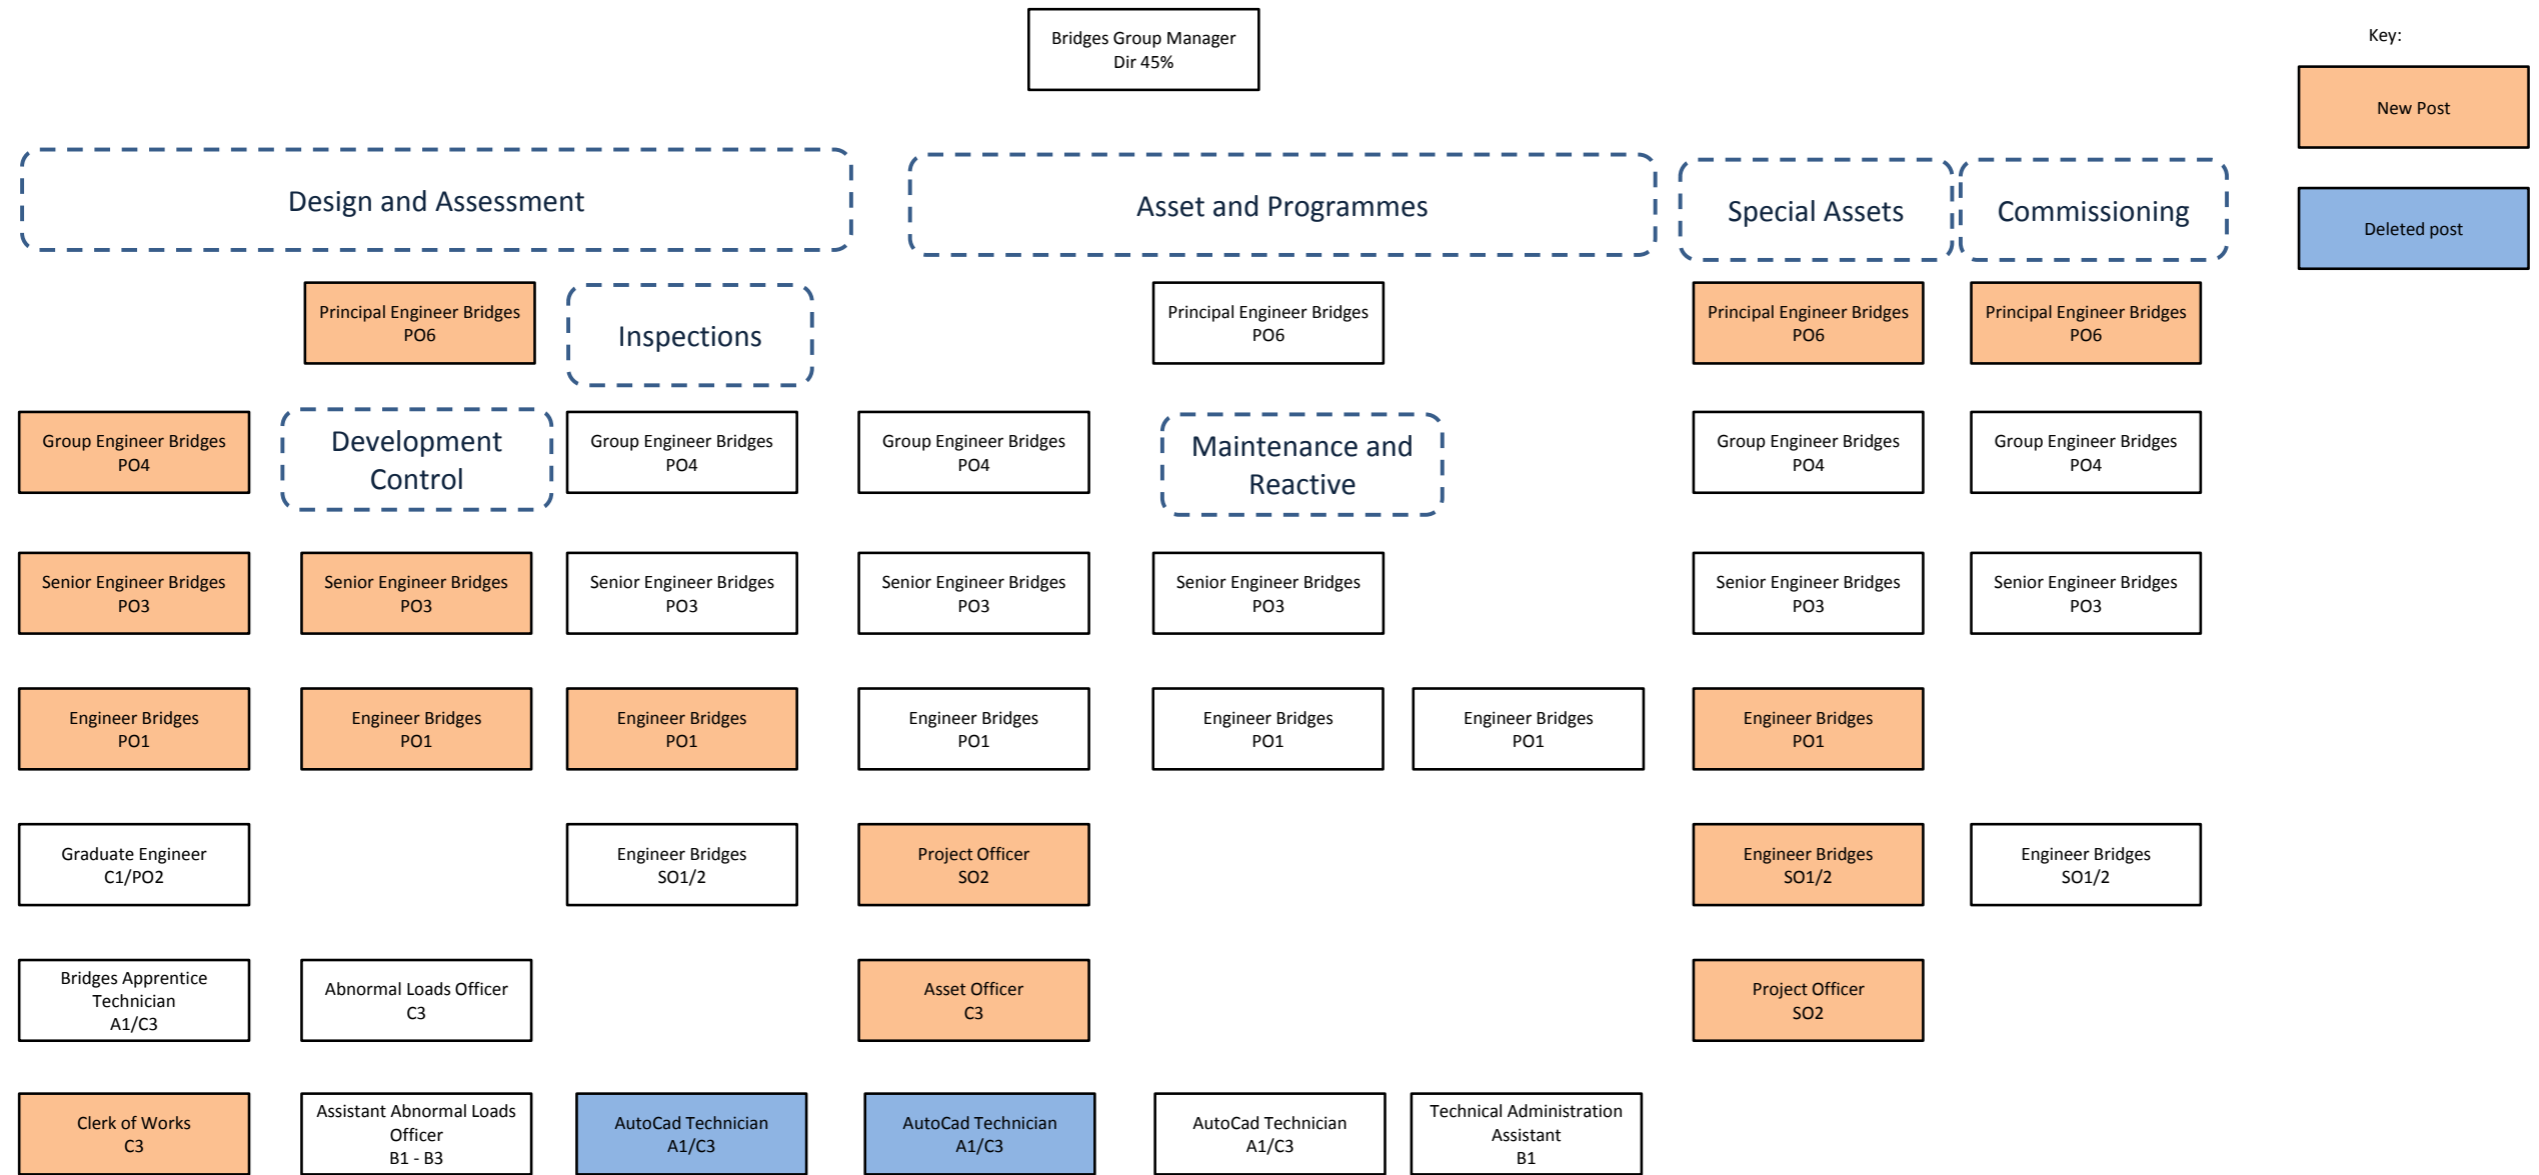 Bridges Group Manager
Dir 45%
Key:
New Post
Deleted post
Design and Assessment
Asset and Programmes
Special Assets
Commissioning
Principal Engineer Bridges
PO6
Inspections
Principal Engineer Bridges
PO6
Principal Engineer Bridges
PO6
Principal Engineer Bridges
PO6
Group Engineer Bridges
PO4
Development
Control
Group Engineer Bridges
PO4
Group Engineer Bridges
PO4
Maintenance and
Reactive
Group Engineer Bridges
PO4
Group Engineer Bridges
PO4
Senior Engineer Bridges
PO3
Senior Engineer Bridges
PO3
Senior Engineer Bridges
PO3
Senior Engineer Bridges
PO3
Senior Engineer Bridges
PO3
Senior Engineer Bridges
PO3
Senior Engineer Bridges
PO3
Engineer Bridges
PO1
Engineer Bridges
PO1
Engineer Bridges
PO1
Engineer Bridges
PO1
Engineer Bridges
PO1
Engineer Bridges
PO1
Engineer Bridges
PO1
Graduate Engineer
C1/PO2
Engineer Bridges
SO1/2
Project Officer
SO2
Engineer Bridges
SO1/2
Engineer Bridges
SO1/2
Bridges Apprentice
Technician
A1/C3
Abnormal Loads Officer
C3
Asset Officer
C3
Project Officer
SO2
Clerk of Works
C3
Assistant Abnormal Loads
Officer
B1 - B3
AutoCad Technician
A1/C3
AutoCad Technician
A1/C3
AutoCad Technician
A1/C3
Technical Administration
Assistant
B1